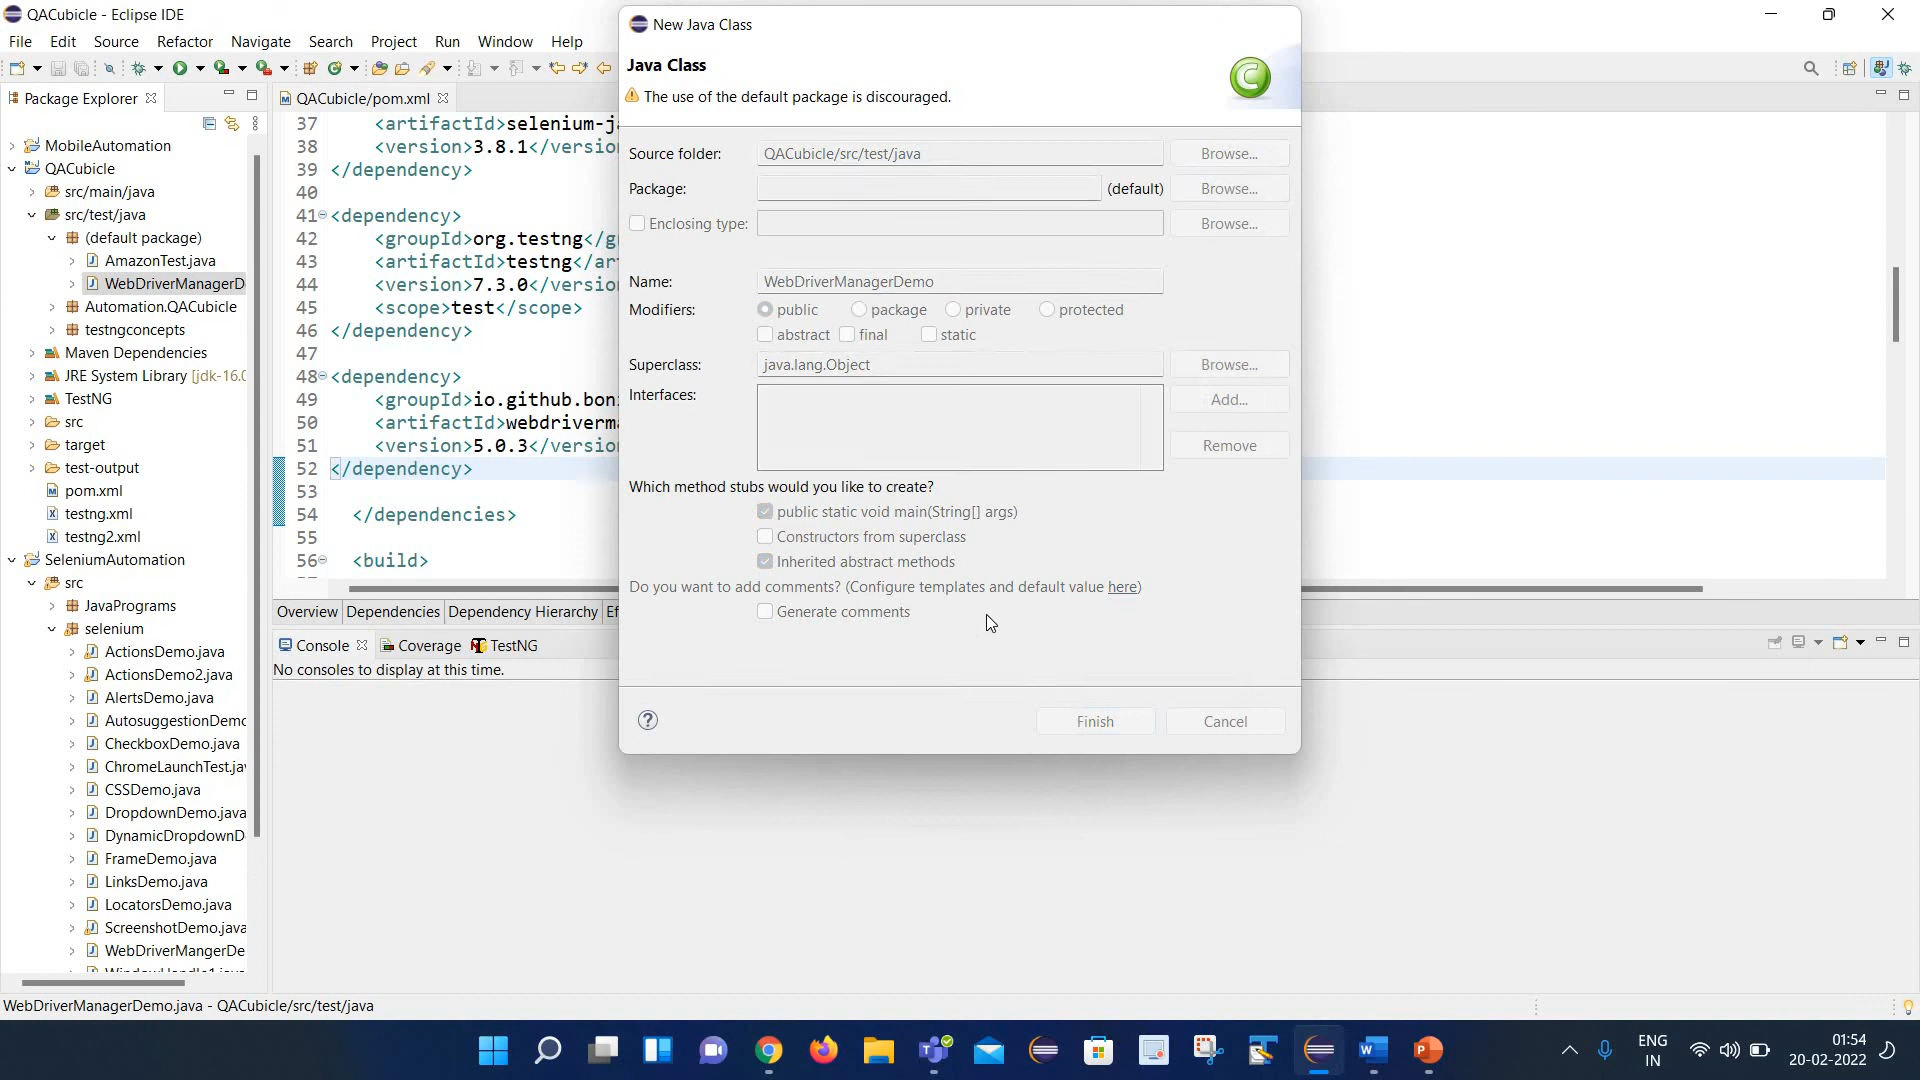 QACubicle - Eclipse IDE
File Edit Source Refactor Navigate Search Project Run Window Help
Package Explorer
MobileAutomation
QACubicle
src/main/java
src/test/java
(default package)
AmazonTest.java
WebDriverManagerD
Automation.QACubicle
testngconcepts
Maven Dependencies
JRE System Library [jdk-16.0
TestNG
src
target
test-output
pom.xml
testng.xml
testng2.xml
SeleniumAutomation
src
JavaPrograms
selenium
ActionsDemo.java
ActionsDemo2.java
AlertsDemo.java
AutosuggestionDemo
CheckboxDemo.java
ChromeLaunchTest.jav
CSSDemo.java
DropdownDemo.java
DynamicDropdownD
FrameDemo.java
LinksDemo.java
LocatorsDemo.java
ScreenshotDemo.java
WebDriverMangerDe
WindowHandle1.java
QACubicle/pom.xml
37 <artifactId>selenium-ja
38 <version>3.8.1</version
39 </dependency>
40
41 <dependency>
42 <groupId>org.testng</gr
43 <artifactId>testng</art
44 <version>7.3.0</version
45 <scope>test</scope>
46 </dependency>
47
48 <dependency>
49 <groupId>io.github.boni
50 <artifactId>webdriverma
51 <version>5.0.3</version
52 </dependency>
53
54 </dependencies>
55
56 <build>
Overview Dependencies Dependency Hierarchy Ef
Console Coverage TestNG
No consoles to display at this time.
New Java Class
Java Class
The use of the default package is discouraged.
Source folder: QACubicle/src/test/java Browse...
Package: (default) Browse...
Enclosing type: Browse...
Name: WebDriverManagerDemo
Modifiers: public package private protected
abstract final static
Superclass: java.lang.Object Browse...
Interfaces: Add...
Remove
Which method stubs would you like to create?
public static void main(String[] args)
Constructors from superclass
Inherited abstract methods
Do you want to add comments? (Configure templates and default value here)
Generate comments
? Finish Cancel
WebDriverManagerDemo.java - QACubicle/src/test/java
ENG
IN
01:54
20-02-2022